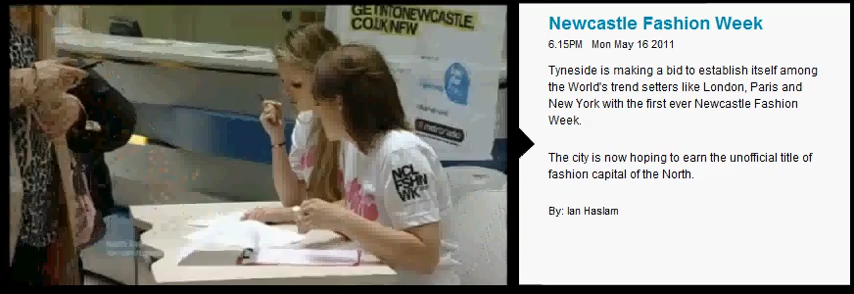 GETINTONEWCASTLE.
CO.UK/NFW
metroradio
NCL
FSHN
WK
Newcastle Fashion Week
6.15PM Mon May 16 2011
Tyneside is making a bid to establish itself among
the World's trend setters like London, Paris and
New York with the first ever Newcastle Fashion
Week.
The city is now hoping to earn the unofficial title of
fashion capital of the North.
By: Ian Haslam